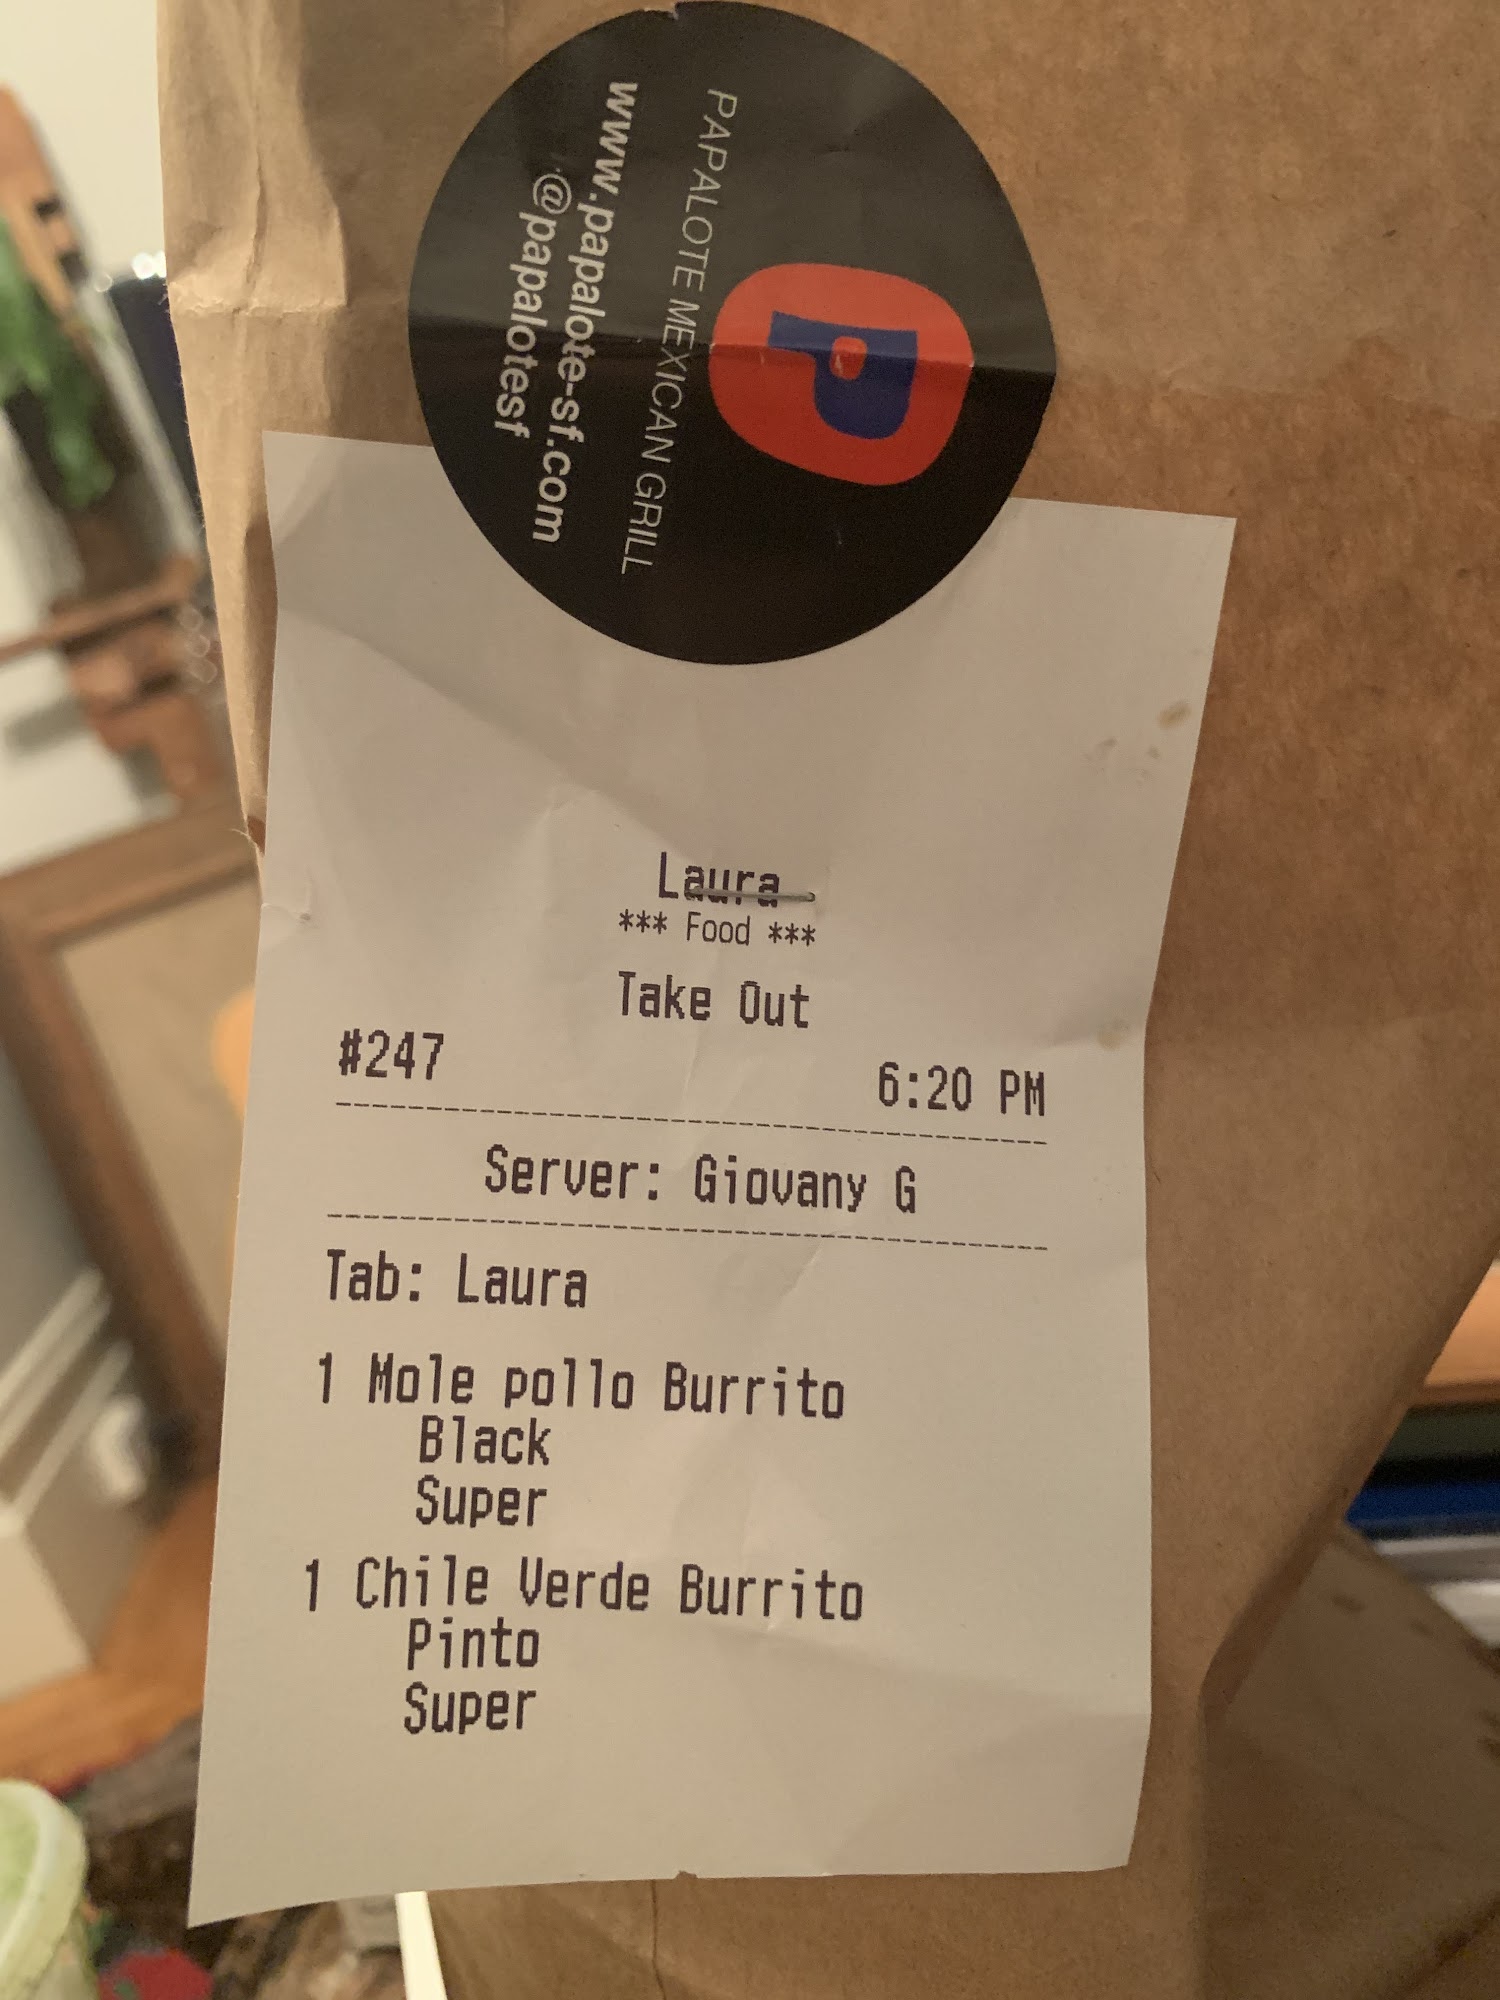 P
PAPALOTE MEXICAN GRILL
www.papalote-sf.com
@papalotesf
Laura
*** Food ***
Take Out
#247 6:20 PM
Server: Giovany G
Tab: Laura
1 Mole pollo Burrito
Black
Super
1 Chile Verde Burrito
Pinto
Super